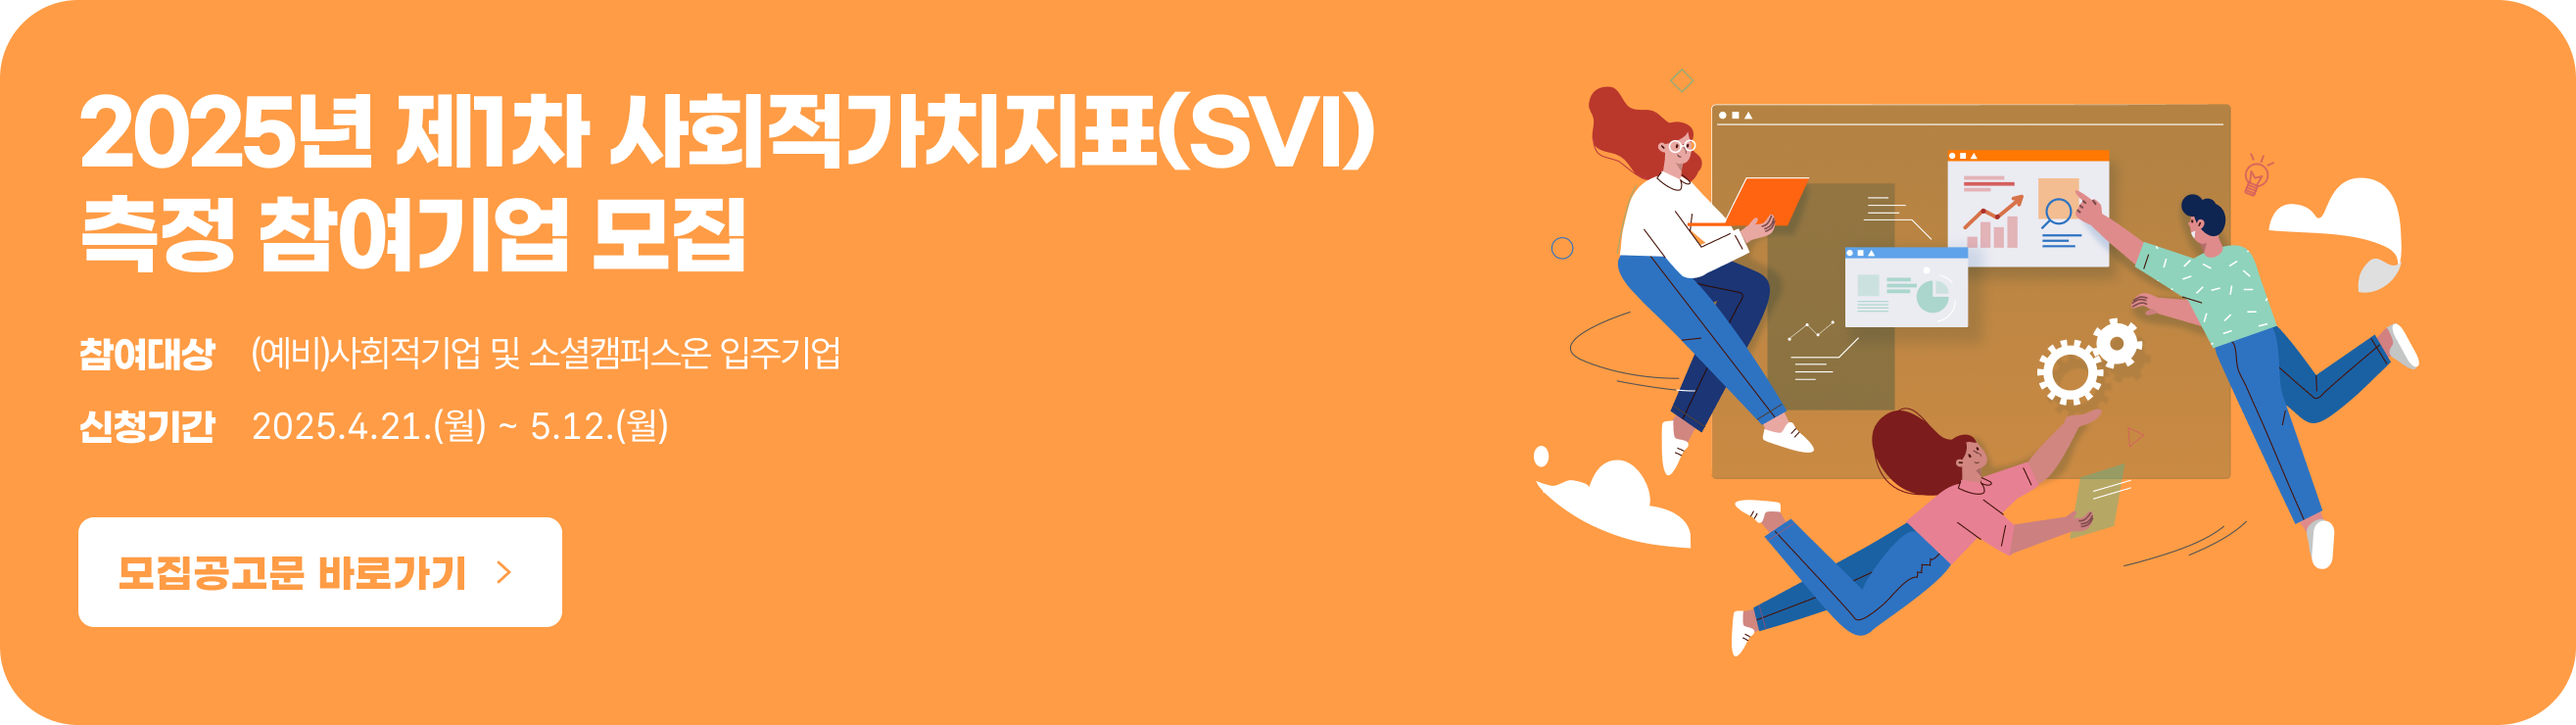 2025년 제1차 사회적가치지표(SVI)
측정 참여기업 모집
참여대상 (예비)사회적기업 및 소셜캠퍼스온 입주기업
신청기간 2025.4.21.(월) ~ 5.12.(월)
모집공고문 바로가기 >